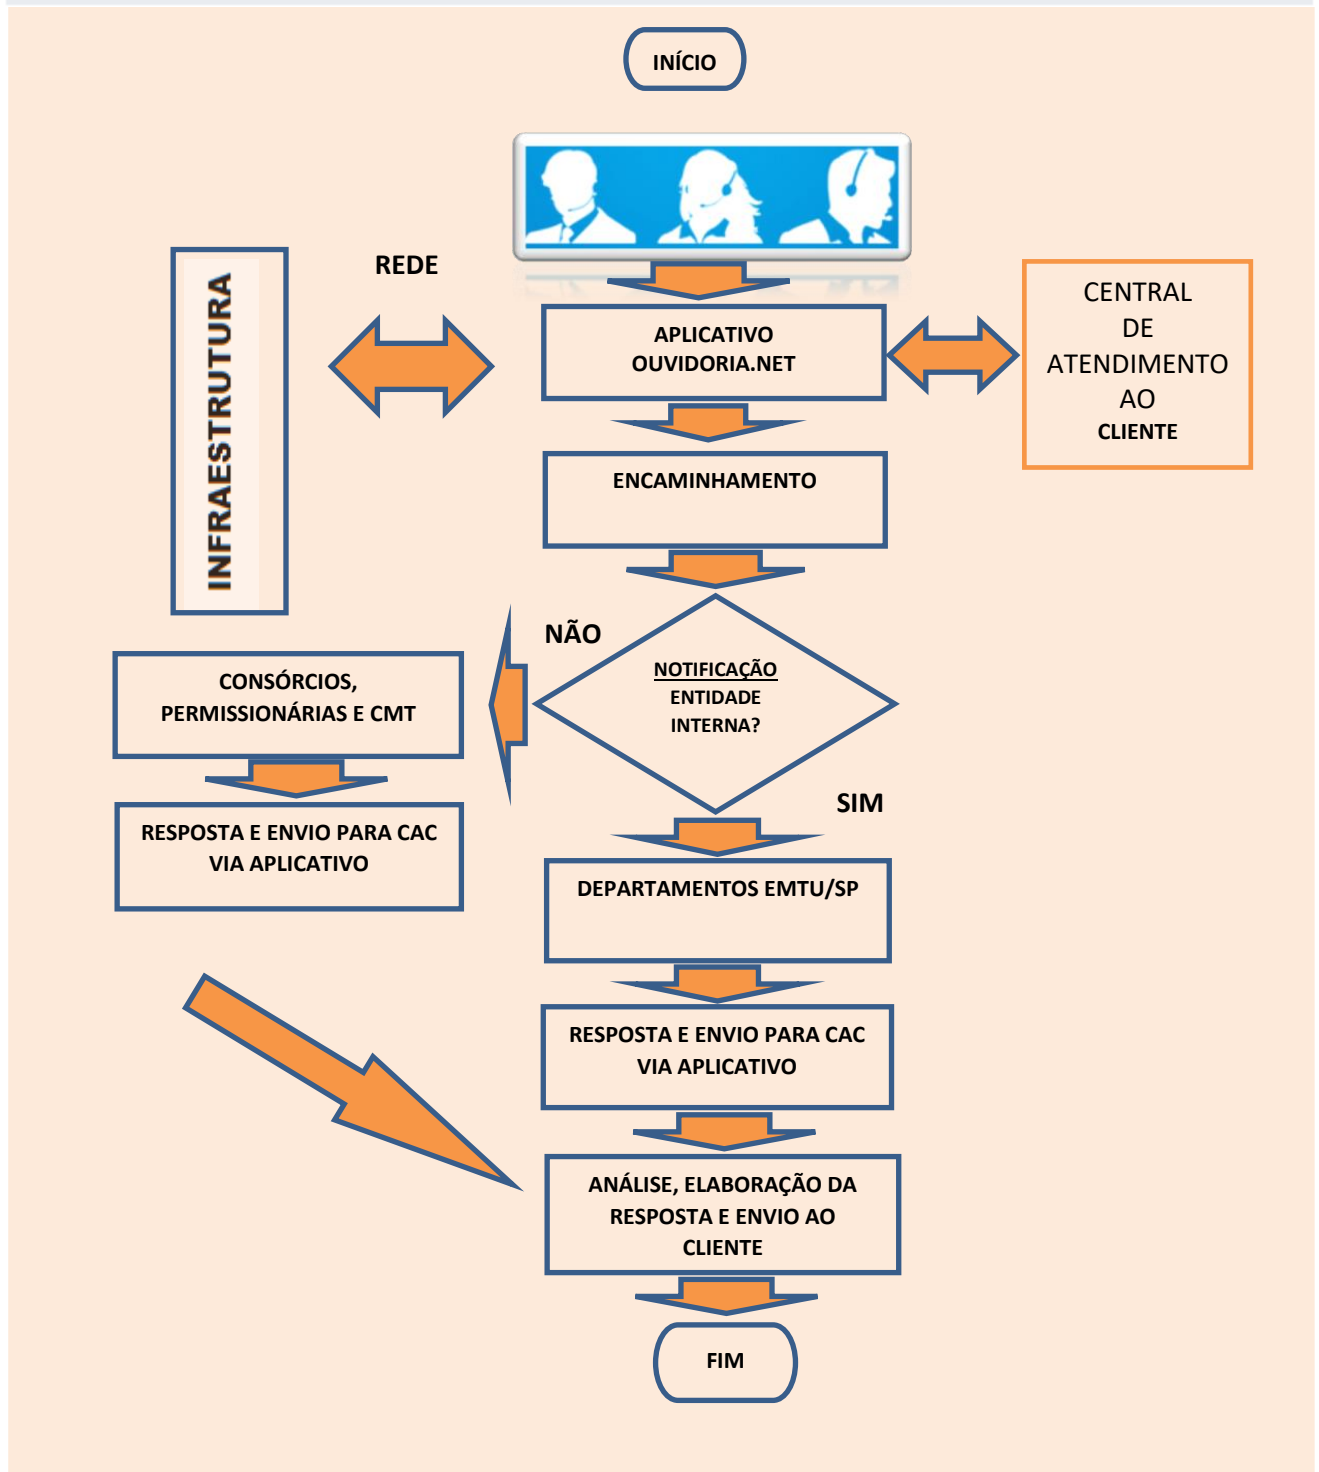 INÍCIO
REDE
INFRAESTRUTURA
APLICATIVO
OUVIDORIA.NET
CENTRAL
DE
ATENDIMENTO
AO
CLIENTE
ENCAMINHAMENTO
NÃO
NOTIFICAÇÃO
ENTIDADE
INTERNA?
CONSÓRCIOS,
PERMISSIONÁRIAS E CMT
RESPOSTA E ENVIO PARA CAC
VIA APLICATIVO
SIM
DEPARTAMENTOS EMTU/SP
RESPOSTA E ENVIO PARA CAC
VIA APLICATIVO
ANÁLISE, ELABORAÇÃO DA
RESPOSTA E ENVIO AO
CLIENTE
FIM